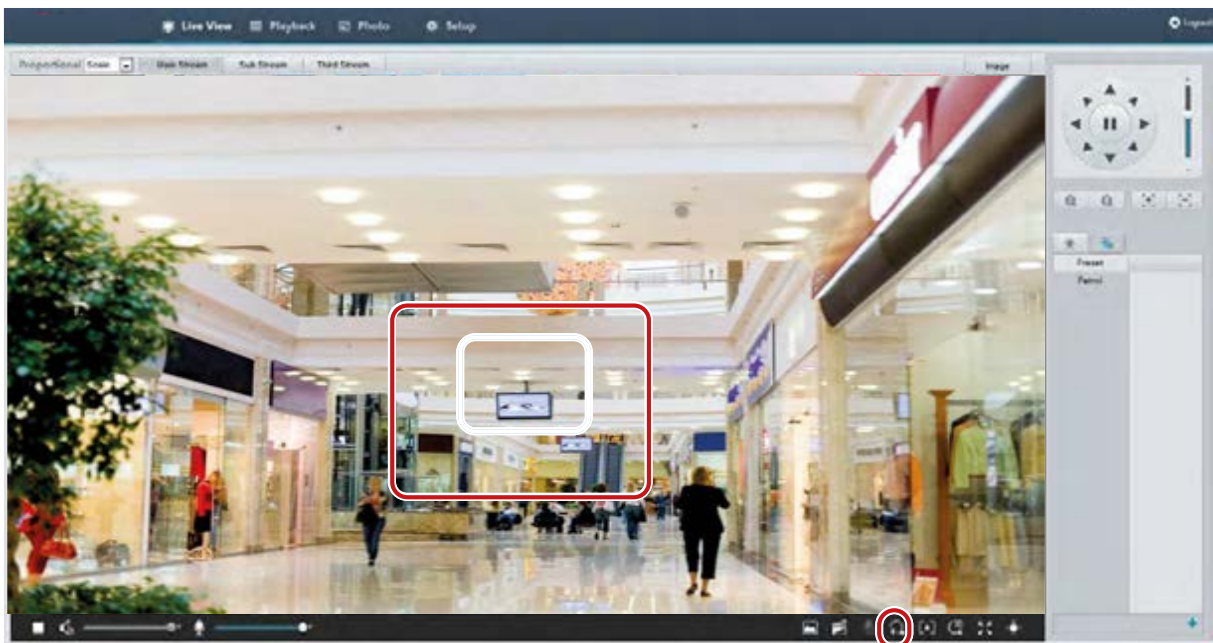 Live View Playback Photo Setup Logout
Proportional Scale Main Stream Sub Stream Third Stream Image
Preset
Patrol